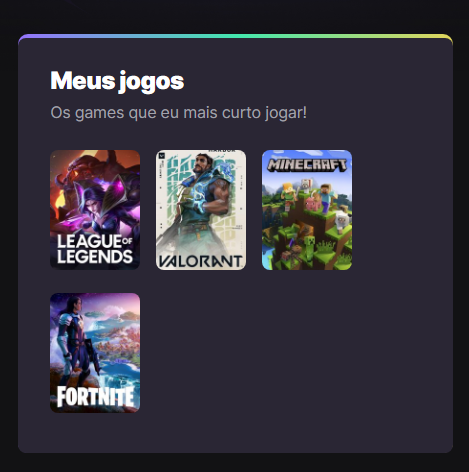 Meus jogos
Os games que eu mais curto jogar!
LEAGUE OF
LEGENDS
VALORANT
MINECRAFT
FORTNITE